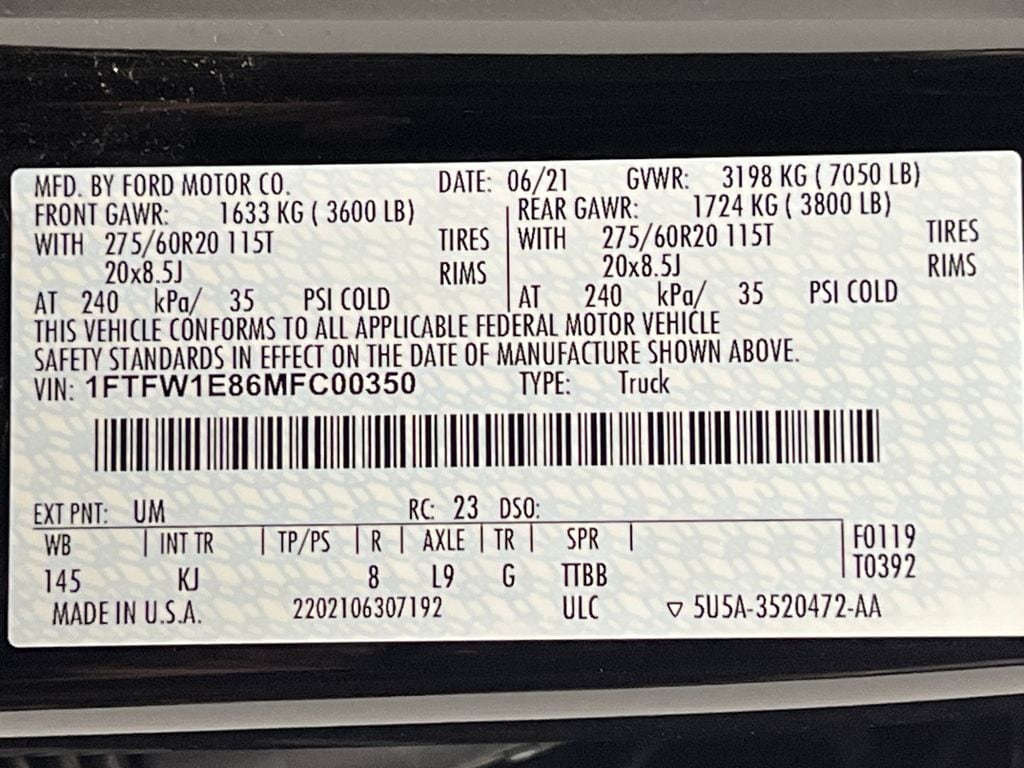 MFD. BY FORD MOTOR CO. DATE: 06/21 GVWR: 3198 KG ( 7050 LB)
FRONT GAWR: 1633 KG ( 3600 LB) REAR GAWR: 1724 KG ( 3800 LB)
WITH 275/60R20 115T TIRES WITH 275/60R20 115T TIRES
20x8.5J RIMS 20x8.5J RIMS
AT 240 kPa/ 35 PSI COLD AT 240 kPa/ 35 PSI COLD
THIS VEHICLE CONFORMS TO ALL APPLICABLE FEDERAL MOTOR VEHICLE
SAFETY STANDARDS IN EFFECT ON THE DATE OF MANUFACTURE SHOWN ABOVE.
VIN: 1FTFW1E86MFC00350 TYPE: Truck
EXT PNT: UM RC: 23 DSO:
WB INT TR TP/PS R AXLE TR SPR F0119
145 KJ 8 L9 G TTBB T0392
MADE IN U.S.A. 2202106307192 ULC ▽ 5U5A-3520472-AA